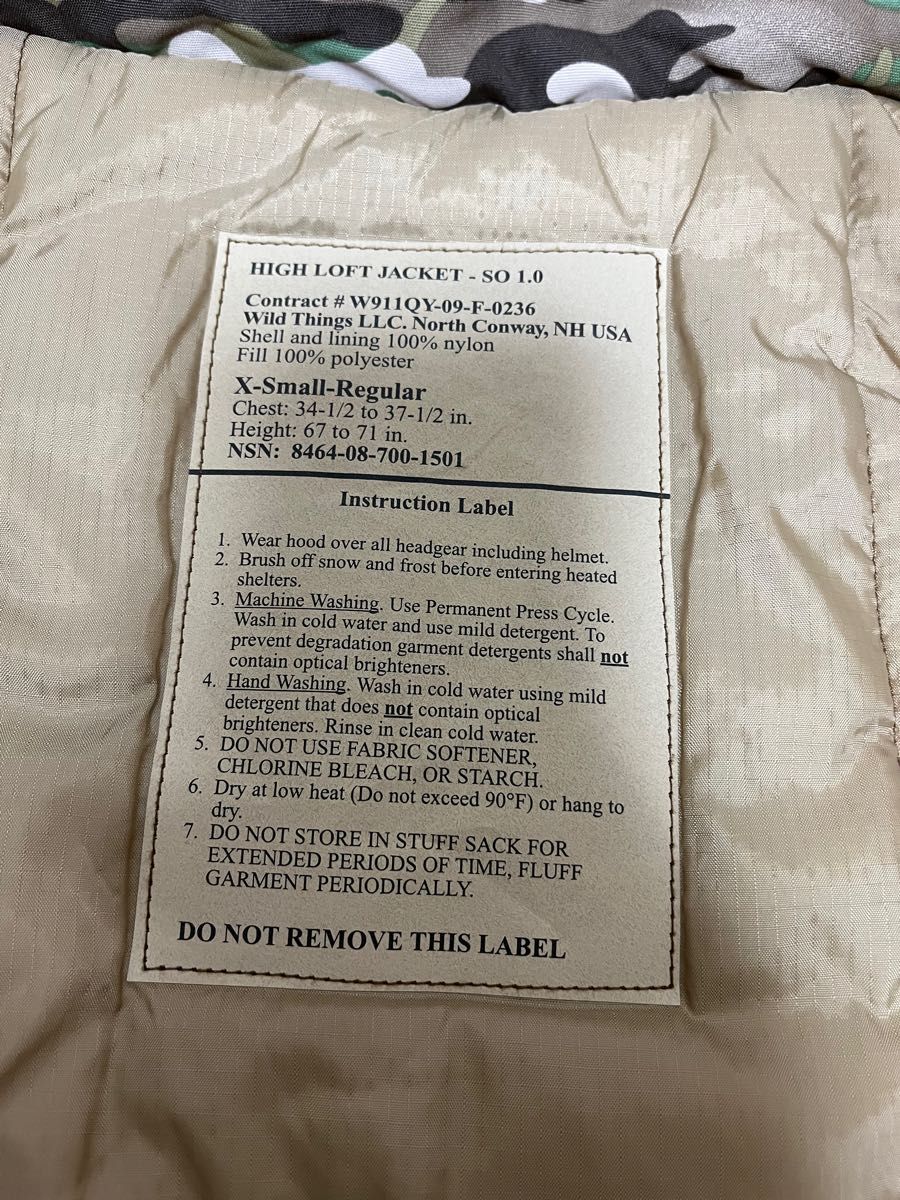 HIGH LOFT JACKET - SO 1.0
Contract # W911QY-09-F-0236
Wild Things LLC. North Conway, NH USA
Shell and lining 100% nylon
Fill 100% polyester
X-Small-Regular
Chest: 34-1/2 to 37-1/2 in.
Height: 67 to 71 in.
NSN: 8464-08-700-1501
Instruction Label
1. Wear hood over all headgear including helmet.
2. Brush off snow and frost before entering heated
shelters.
3. Machine Washing. Use Permanent Press Cycle.
Wash in cold water and use mild detergent. To
prevent degradation garment detergents shall not
contain optical brighteners.
4. Hand Washing. Wash in cold water using mild
detergent that does not contain optical
brighteners. Rinse in clean cold water.
5. DO NOT USE FABRIC SOFTENER,
CHLORINE BLEACH, OR STARCH.
6. Dry at low heat (Do not exceed 90°F) or hang to
dry.
7. DO NOT STORE IN STUFF SACK FOR
EXTENDED PERIODS OF TIME, FLUFF
GARMENT PERIODICALLY.
DO NOT REMOVE THIS LABEL